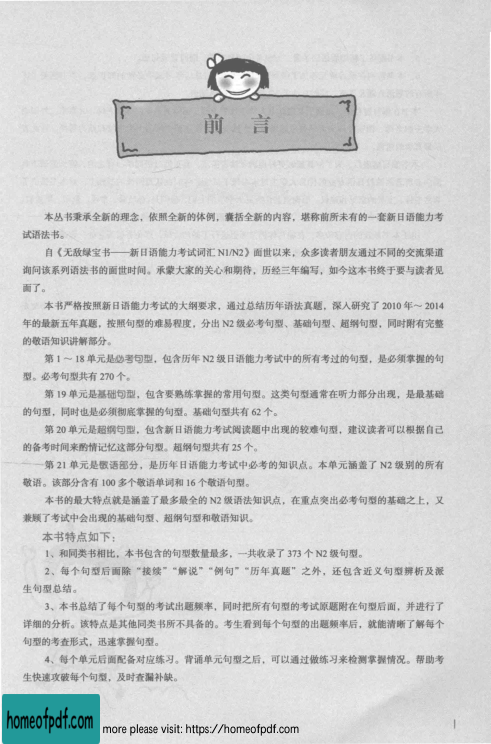 前言
本丛书秉承全新的理念，依照全新的体例，囊括全新的内容，堪称前所未有的一套新日语能力考
试语法书。
自《无敌绿宝书——新日语能力考试词汇 N1/N2》面世以来，众多读者朋友通过不同的交流渠道
询问该系列语法书的面世时间。承蒙大家的关心和期待，历经三年编写，如今这本书终于要与读者见
面了。
本书严格按照新日语能力考试的大纲要求，通过总结历年语法真题，深入研究了 2010 年～ 2014
年的最新五年真题，按照句型的难易程度，分出 N2 级必考句型、基础句型、超纲句型，同时附有完整
的敬语知识讲解部分。
第 1 ～ 18 单元是必考句型，包含历年 N2 级日语能力考试中的所有考过的句型，是必须掌握的句
型。必考句型共有 270 个。
第 19 单元是基础句型，包含要熟练掌握的常用句型。这类句型通常在听力部分出现，是最基础
的句型，同时也是必须彻底掌握的句型。基础句型共有 62 个。
第 20 单元是超纲句型，包含新日语能力考试阅读题中出现的较难句型，建议读者可以根据自己
的备考时间来酌情记忆这部分句型。超纲句型共有 25 个。
第 21 单元是敬语部分，是历年日语能力考试中必考的知识点。本单元涵盖了 N2 级别的所有
敬语。该部分含有 100 多个敬语单词和 16 个敬语句型。
本书的最大特点就是涵盖了最多最全的 N2 级语法知识点，在重点突出必考句型的基础之上，又
兼顾了考试中会出现的基础句型、超纲句型和敬语知识。
本书特点如下：
1、和同类书相比，本书包含的句型数量最多，一共收录了 373 个 N2 级句型。
2、每个句型后面除“接续”“解说”“例句”“历年真题”之外，还包含近义句型辨析及派
生句型总结。
3、本书总结了每个句型的考试出题频率，同时把所有句型的考试原题附在句型后面，并进行了
详细的分析。该特点是其他同类书所不具备的。考生看到每个句型的出题频率后，就能清晰了解每个
句型的考查形式，迅速掌握句型。
4、每个单元后面配备对应练习。背诵单元句型之后，可以通过做练习来检测掌握情况。帮助考
生快速攻破每个句型，及时查漏补缺。
I
homeofpdf.com
more please visit: https://homeofpdf.com